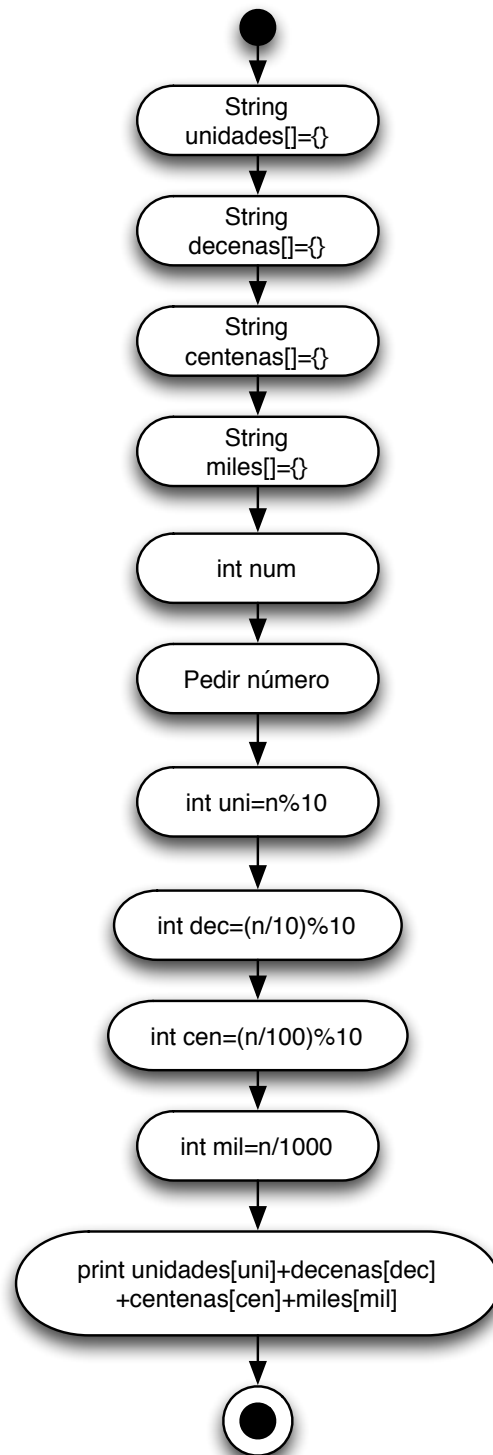 String
unidades[]={}
String
decenas[]={}
String
centenas[]={}
String
miles[]={}
int num
Pedir número
int uni=n%10
int dec=(n/10)%10
int cen=(n/100)%10
int mil=n/1000
print unidades[uni]+decenas[dec]
+centenas[cen]+miles[mil]